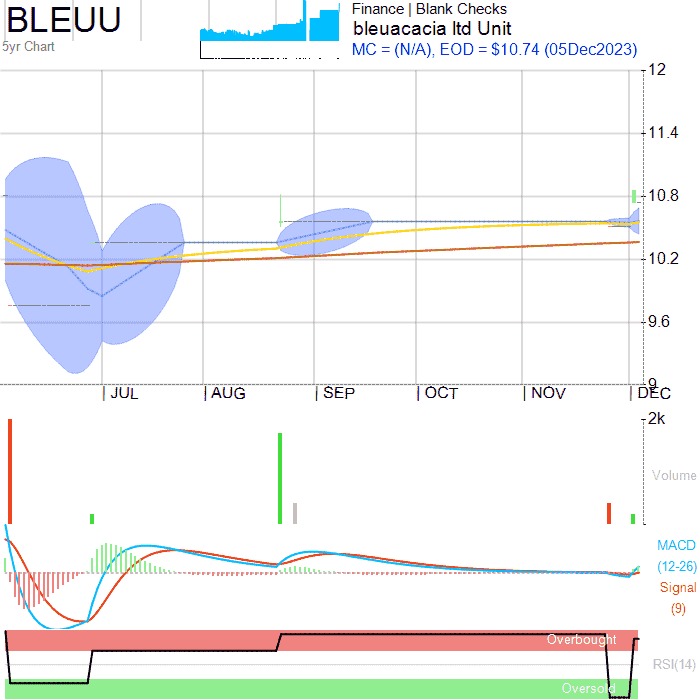 BLEUU
5yr Chart
Finance | Blank Checks
bleuacacia ltd Unit
MC = (N/A), EOD = $10.74 (05Dec2023)
12
11.4
10.8
10.2
9.6
9
JUL
AUG
SEP
OCT
NOV
DEC
2k
Volume
MACD
(12-26)
Signal
(9)
Overbought
RSI(14)
Oversold